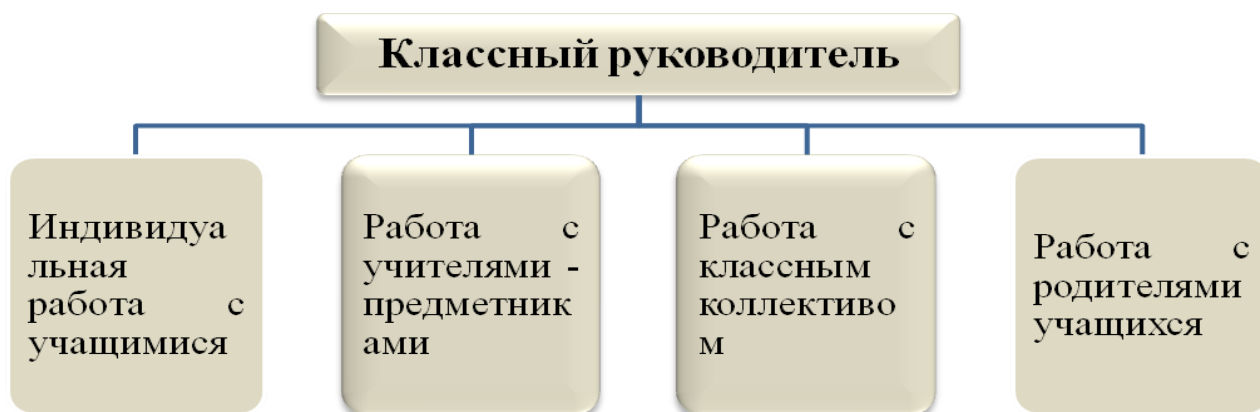 Классный руководитель
Индивидуа
льная
работа с
учащимися
Работа с
учителями -
предметник
ами
Работа с
классным
коллективо
м
Работа с
родителями
учащихся